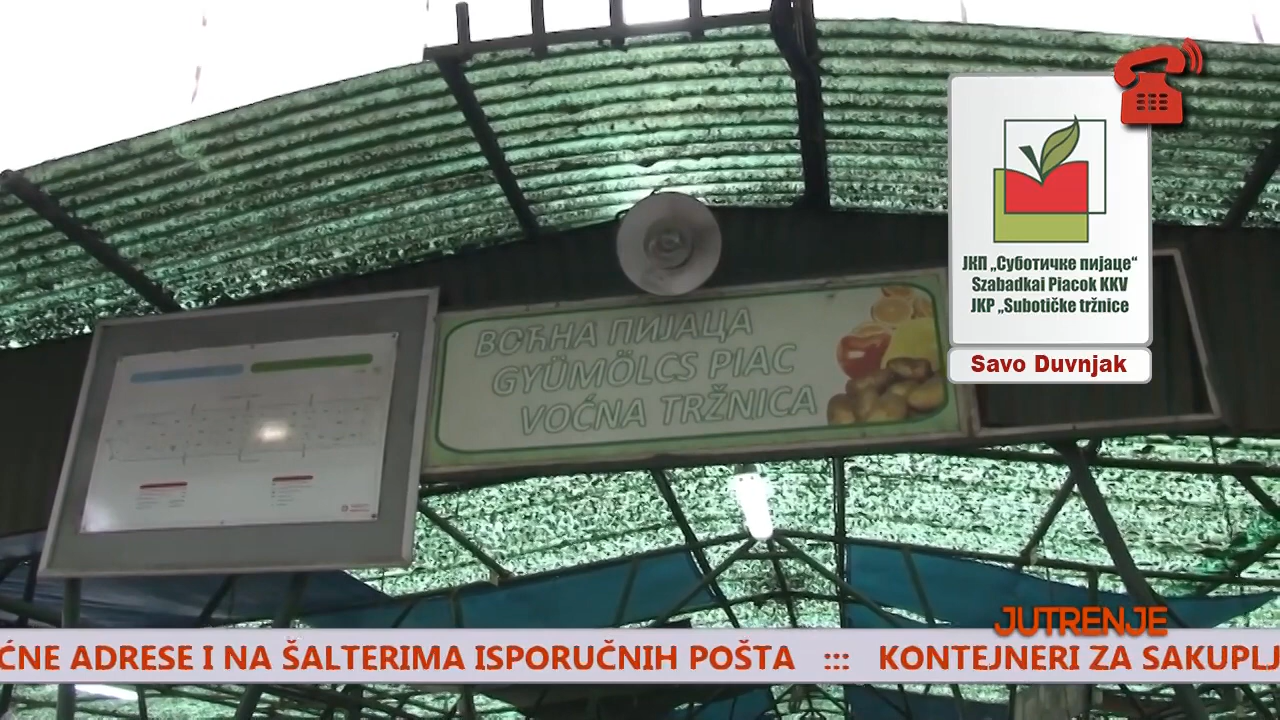 ВОЋНА ПИЈАЦА
GYÜMÖLCS PIAC
VOĆNA TRŽNICA
ЈКП „Суботичке пијаце“
Szabadkai Piacok KKV
JKP „Subotičke tržnice
Savo Duvnjak
JUTRENJE
ĆNE ADRESE I NA ŠALTERIMA ISPORUČNIH POŠTA ::: KONTEJNERI ZA SAKUPLJ